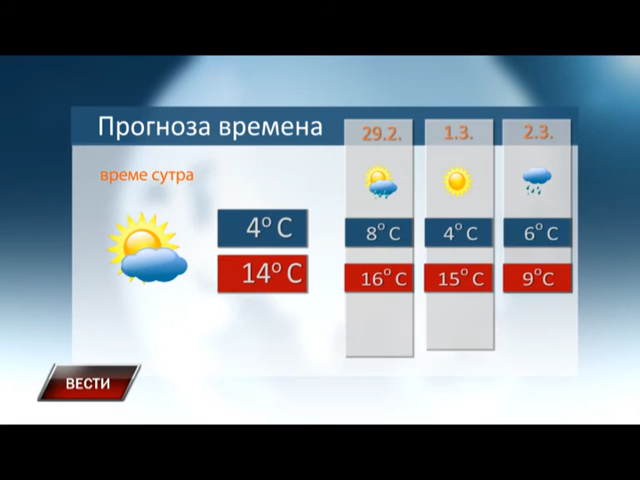 Прогноза времена
време сутра
4° C
14° C
29.2.
8° C
16° C
1.3.
4° C
15° C
2.3.
6° C
9°C
ВЕСТИ